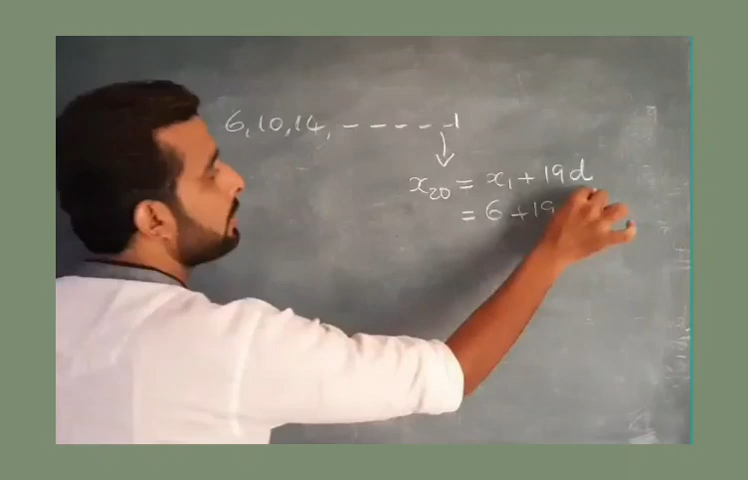 6, 10, 14, - - - - - -
x₂₀ = x₁ + 19d
= 6 + 19